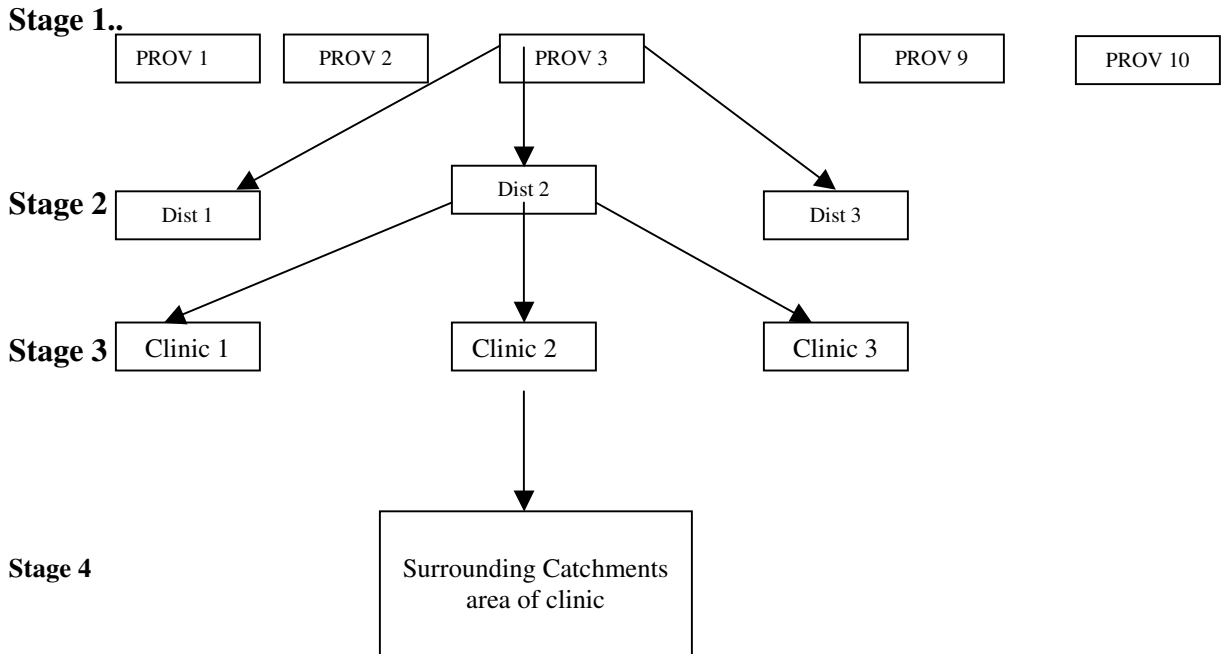 Stage 1..
PROV 1
PROV 2
PROV 3
PROV 9
PROV 10
Stage 2
Dist 1
Dist 2
Dist 3
Stage 3
Clinic 1
Clinic 2
Clinic 3
Stage 4
Surrounding Catchments
area of clinic